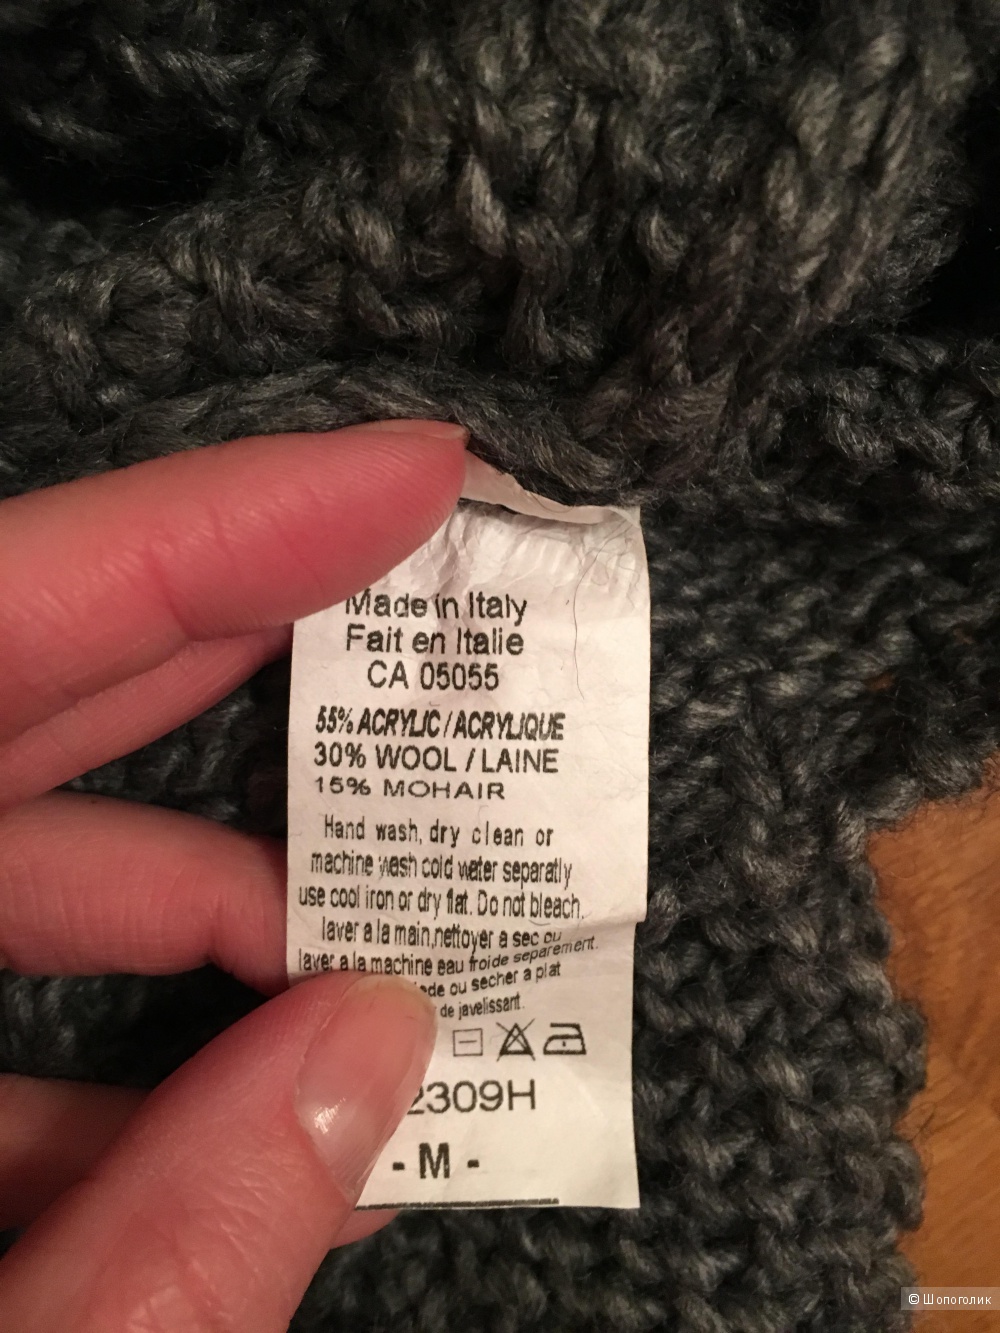 Made in Italy
Fait en Italie
CA 05055
55% ACRYLIC / ACRYLIQUE
30% WOOL / LAINE
15% MOHAIR
Hand wash, dry clean or
machine wash cold water separatly
use cool iron or dry flat. Do not bleach.
laver a la main,nettoyer a sec ou
laver a la machine eau froide separement.
ou secher a plat
de javelissant.
2309H
- M -
© Шопоголик